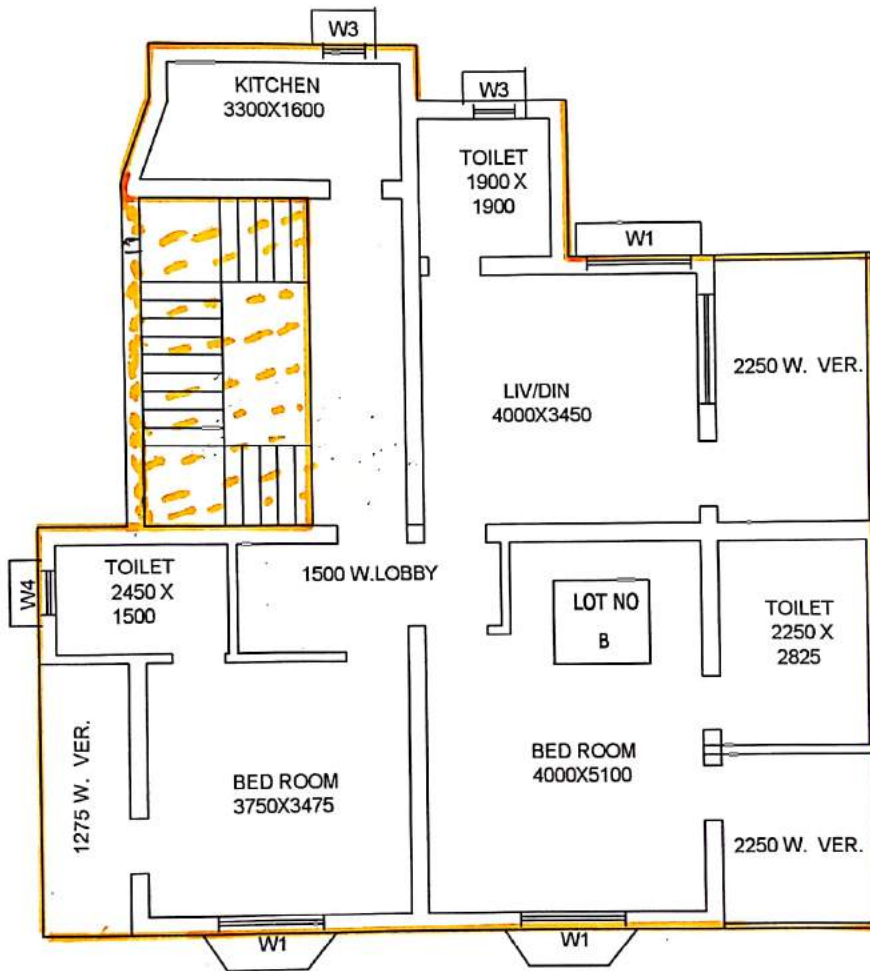 W3
KITCHEN
3300X1600
W3
TOILET
1900 X
1900
W1
2250 W. VER.
LIV/DIN
4000X3450
TOILET
2450 X
1500
W4
1500 W.LOBBY
LOT NO
B
TOILET
2250 X
2825
1275 W. VER.
BED ROOM
3750X3475
BED ROOM
4000X5100
2250 W. VER.
W1
W1